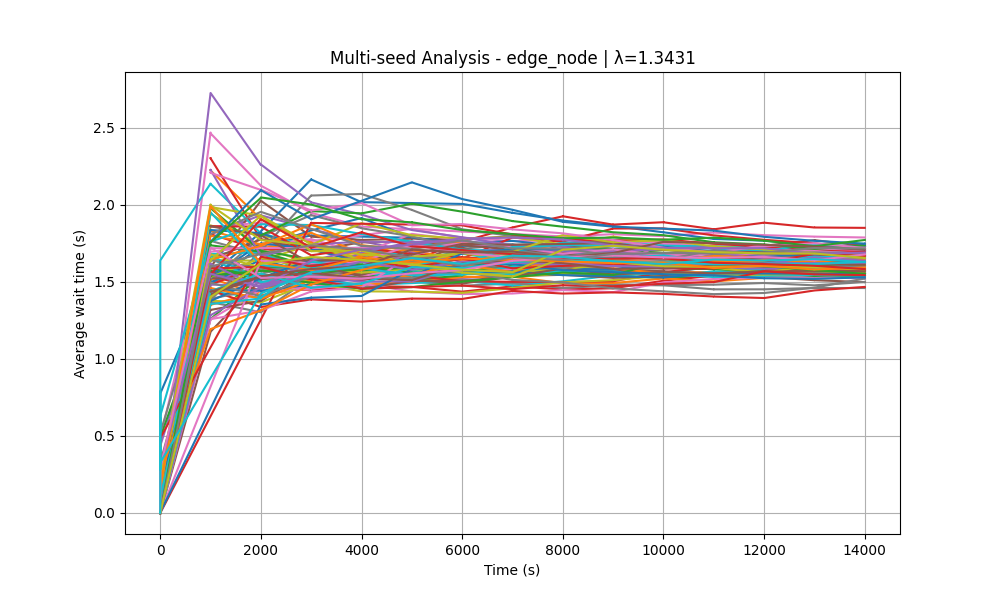 Multi-seed Analysis - edge_node | λ=1.3431
Average wait time (s)
2.5
2.0
1.5
1.0
0.5
0.0
0 2000 4000 6000 8000 10000 12000 14000
Time (s)